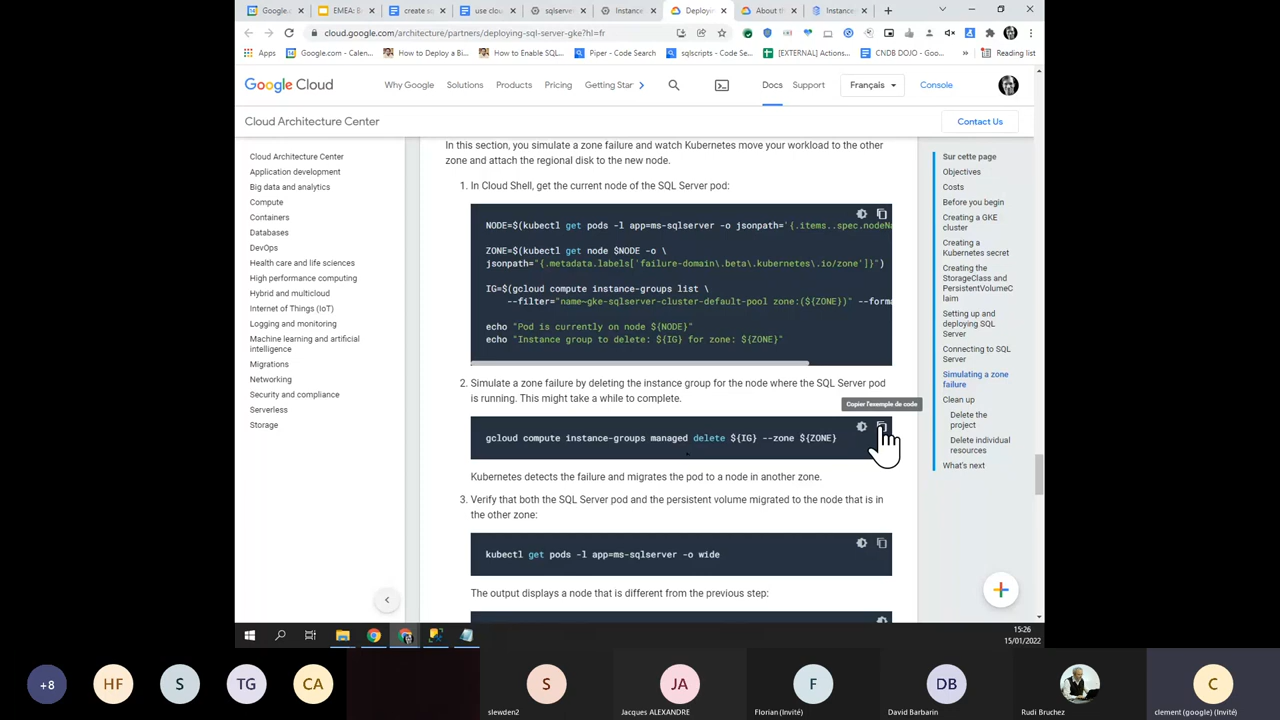 Google.c
EMEA: B
create s
use clou
sqlserve
Instanc
Deployin
About th
Instance
cloud.google.com/architecture/partners/deploying-sql-server-gke?hl=fr
Apps
Google.com - Calen...
How to Deploy a Bi...
How to Enable SQL...
Piper - Code Search
sqlscripts - Code Se...
[EXTERNAL] Actions...
CNDB DOJO - Goo...
»
Reading list
Google Cloud
Why Google
Solutions
Products
Pricing
Getting Star
Docs
Support
Français
Console
Cloud Architecture Center
Contact Us
Cloud Architecture Center
Application development
Big data and analytics
Compute
Containers
Databases
DevOps
Health care and life sciences
High performance computing
Hybrid and multicloud
Internet of Things (IoT)
Logging and monitoring
Machine learning and artificial
intelligence
Migrations
Networking
Security and compliance
Serverless
Storage
In this section, you simulate a zone failure and watch Kubernetes move your workload to the other
zone and attach the regional disk to the new node.
1. In Cloud Shell, get the current node of the SQL Server pod:
NODE=$(kubectl get pods -l app=ms-sqlserver -o jsonpath='{.items..spec.nodeNa
ZONE=$(kubectl get node $NODE -o \
jsonpath="{.metadata.labels['failure-domain\.beta\.kubernetes\.io/zone']}")
IG=$(gcloud compute instance-groups list \
--filter="name~gke-sqlserver-cluster-default-pool zone:(${ZONE})" --forma
echo "Pod is currently on node ${NODE}"
echo "Instance group to delete: ${IG} for zone: ${ZONE}"
2. Simulate a zone failure by deleting the instance group for the node where the SQL Server pod
is running. This might take a while to complete.
Copier l'exemple de code
gcloud compute instance-groups managed delete ${IG} --zone ${ZONE}
Kubernetes detects the failure and migrates the pod to a node in another zone.
3. Verify that both the SQL Server pod and the persistent volume migrated to the node that is in
the other zone:
kubectl get pods -l app=ms-sqlserver -o wide
The output displays a node that is different from the previous step:
Sur cette page
Objectives
Costs
Before you begin
Creating a GKE
cluster
Creating a
Kubernetes secret
Creating the
StorageClass and
PersistentVolumeC
laim
Setting up and
deploying SQL
Server
Connecting to SQL
Server
Simulating a zone
failure
Clean up
Delete the
project
Delete individual
resources
What's next
15:26
15/01/2022
+8
HF
S
TG
CA
S
slewden2
JA
Jacques ALEXANDRE
F
Florian (Invité)
DB
David Barbarin
Rudi Bruchez
C
clement (google) (Invité)